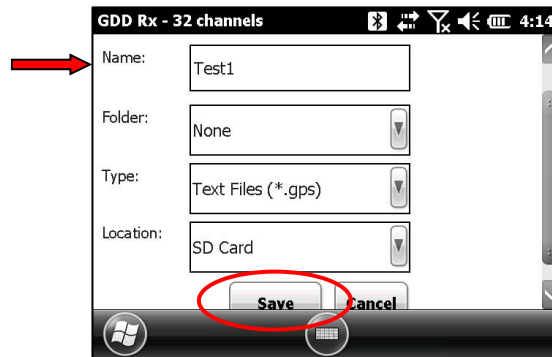 GDD Rx - 32 channels 4:14
Name: Test1
Folder: None
Type: Text Files (*.gps)
Location: SD Card
Save Cancel